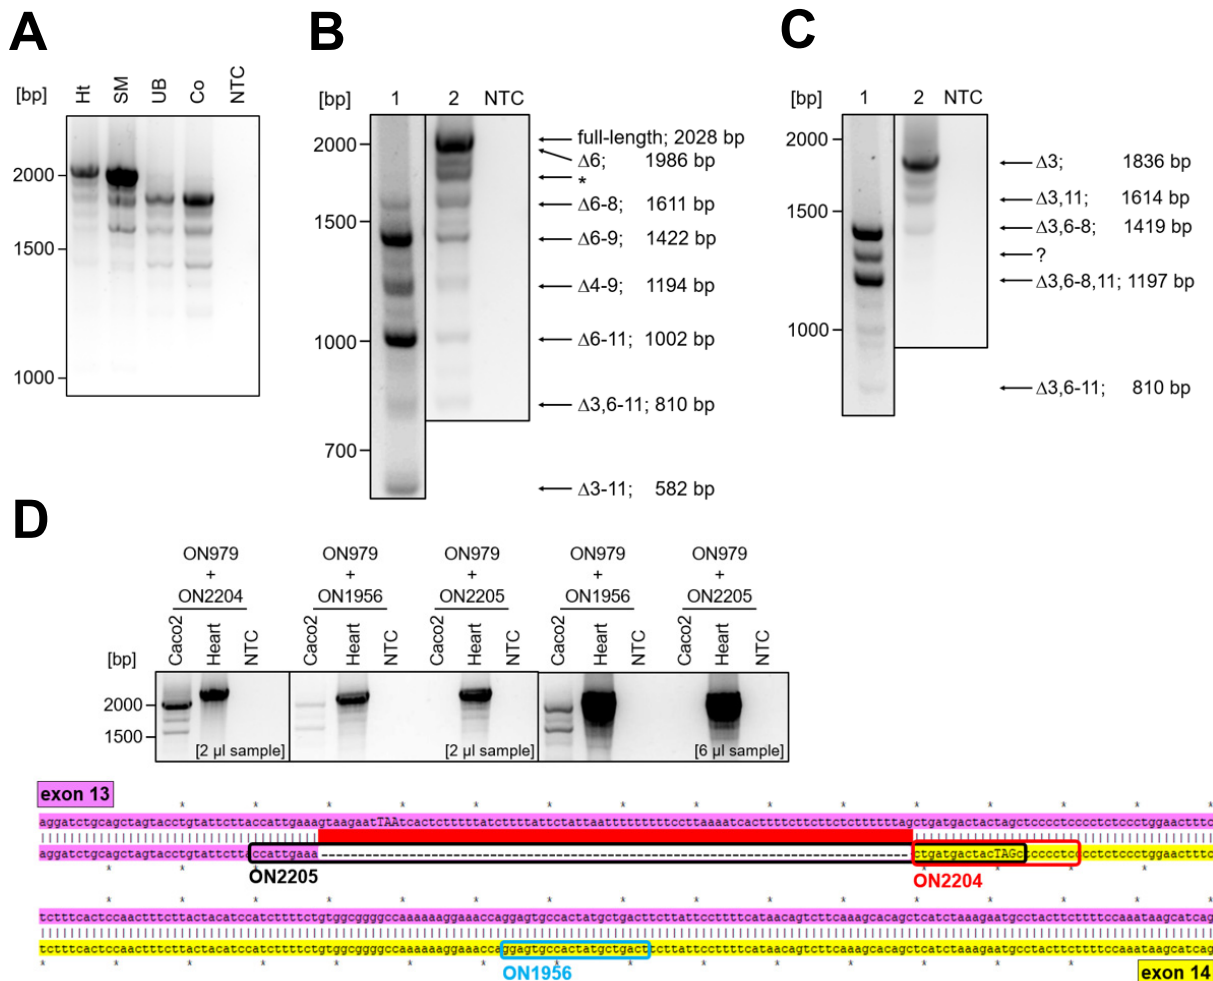 A
[bp]
Ht
SM
UB
Co
NTC
2000
1500
1000
B
[bp]
1
2
NTC
2000
1500
1000
700
full-length; 2028 bp
Δ6; 1986 bp
*
Δ6-8; 1611 bp
Δ6-9; 1422 bp
Δ4-9; 1194 bp
Δ6-11; 1002 bp
Δ3,6-11; 810 bp
Δ3-11; 582 bp
C
[bp]
1
2
NTC
2000
1500
1000
Δ3; 1836 bp
Δ3,11; 1614 bp
Δ3,6-8; 1419 bp
?
Δ3,6-8,11; 1197 bp
Δ3,6-11; 810 bp
D
ON979 + ON2204
ON979 + ON1956
ON979 + ON2205
ON979 + ON1956
ON979 + ON2205
Caco2 Heart NTC
Caco2 Heart NTC
Caco2 Heart NTC
Caco2 Heart NTC
Caco2 Heart NTC
[bp]
2000
1500
[2 µl sample]
[2 µl sample]
[6 µl sample]
exon 13
aggatctgcagctagtacctgtattcttaccattgaaagtaagaatTAAtcactctttttatcttttattctattaattttttttttccttaaaatcacttttcttcttctctttttttagctgatgactactagctcccctccctctccctggaactttc
aggatctgcagctagtacctgtattcttaccattgaaa
ctgatgactacTAGctcccctccctctccctggaactttc
ON2205
ON2204
tctttcactccaactttcttactacatccatcttttctgtggcggggccaaaaaaggaaaccaggagtgccactatgctgacttcttattccttttcataacagtcttcaaagcacagctcatctaaagaatgcctacttcttttccaaataagcatcag
tctttcactccaactttcttactacatccatcttttctgtggcggggccaaaaaaggaaaccaggagtgccactatgctgacttcttattccttttcataacagtcttcaaagcacagctcatctaaagaatgcctacttcttttccaaataagcatcag
ON1956
exon 14